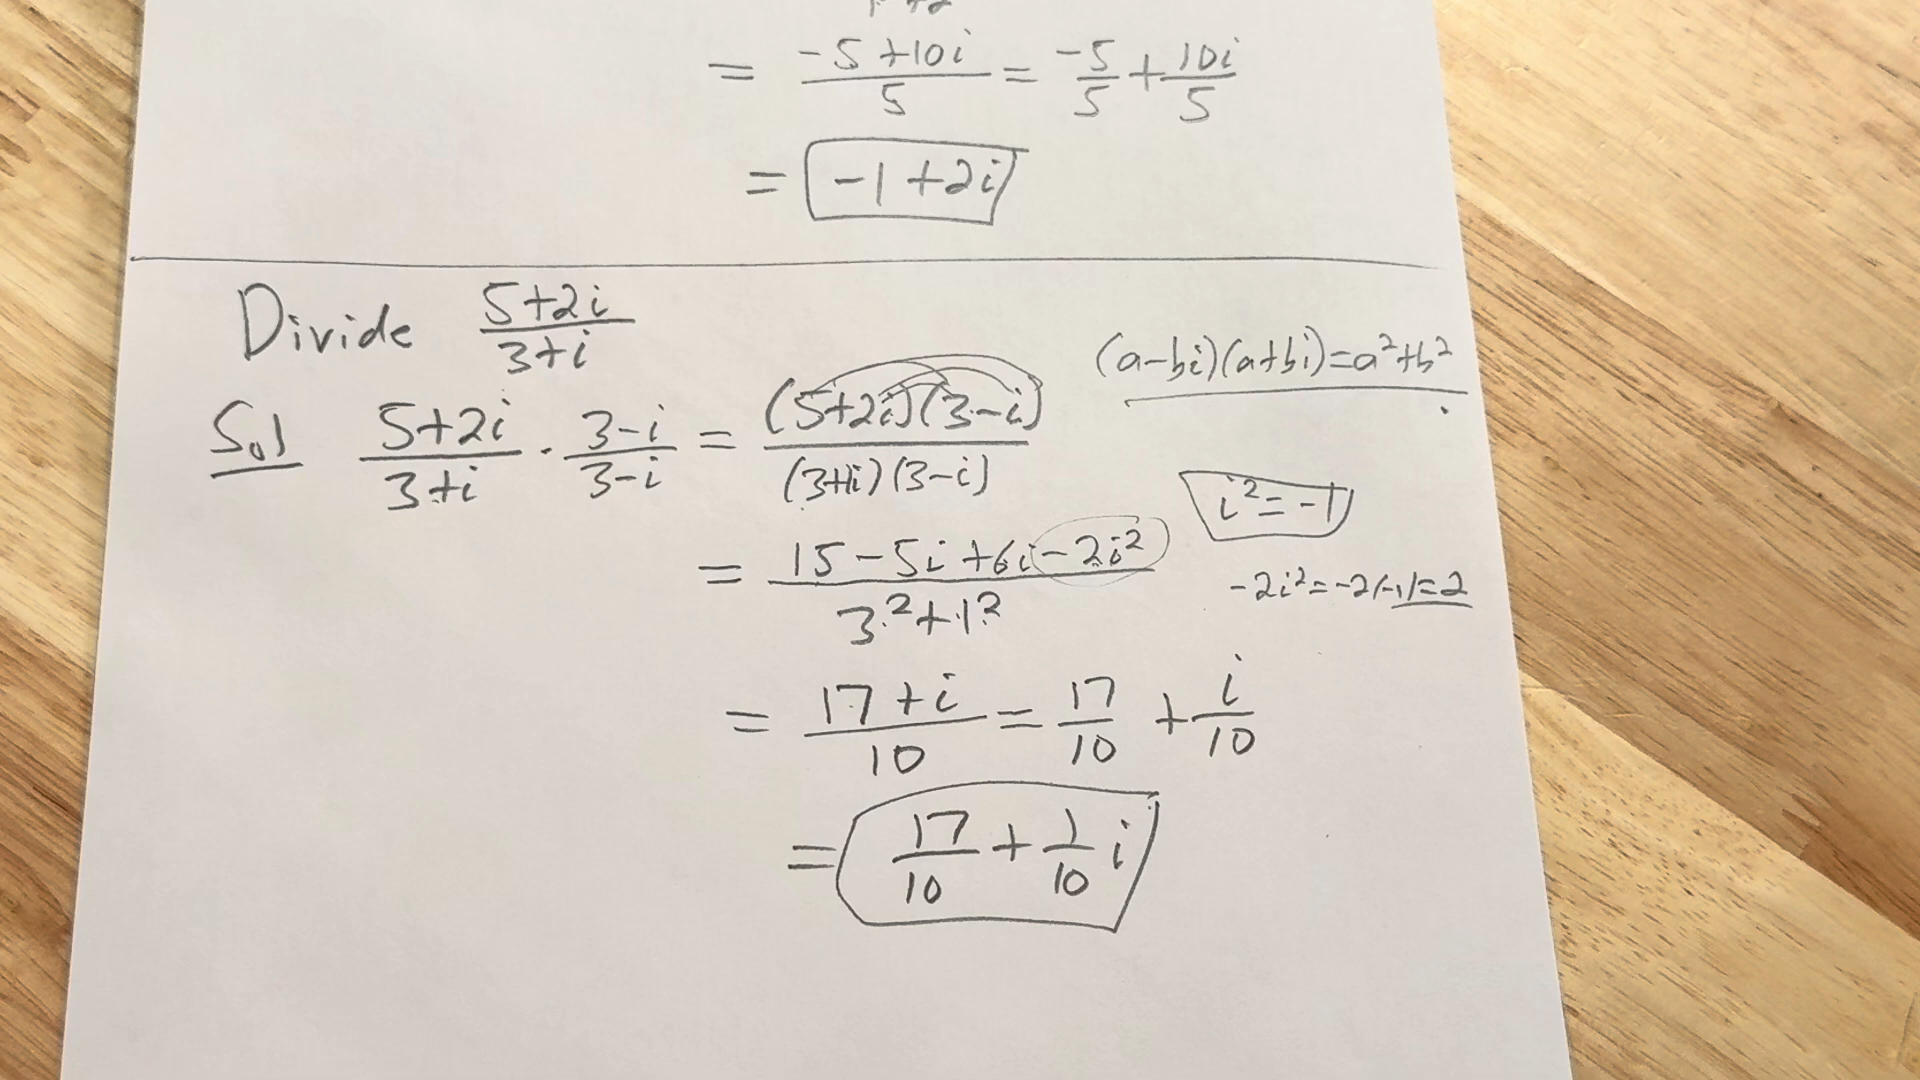 = -5+10i/5 = -5/5 + 10i/5
= -1+2i
Divide 5+2i/3+i
(a-bi)(a+bi)=a²+b²
Sol 5+2i/3+i · 3-i/3-i = (5+2i)(3-i)/(3+i)(3-i)
i²=-1
= 15-5i+6i-2i²/3²+1²
-2i²=-2(-1)=2
= 17+i/10 = 17/10 + i/10
= 17/10 + 1/10 i